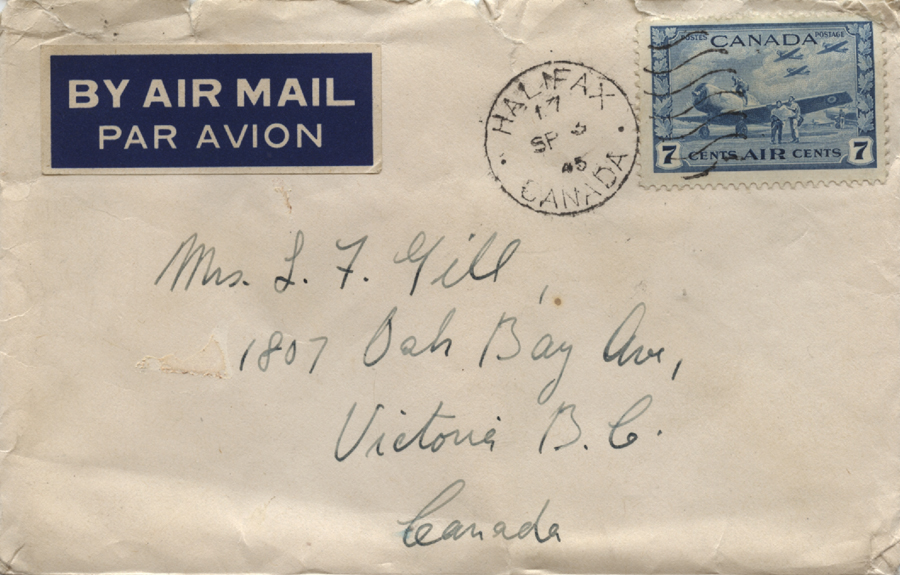 BY AIR MAIL
PAR AVION
HALIFAX
17
SP 3
45
CANADA
POSTES POSTAGE
CANADA
7 CENTS AIR CENTS 7
Mrs. L. F. Gill,
1807 Oak Bay Ave,
Victoria B.C.
Canada